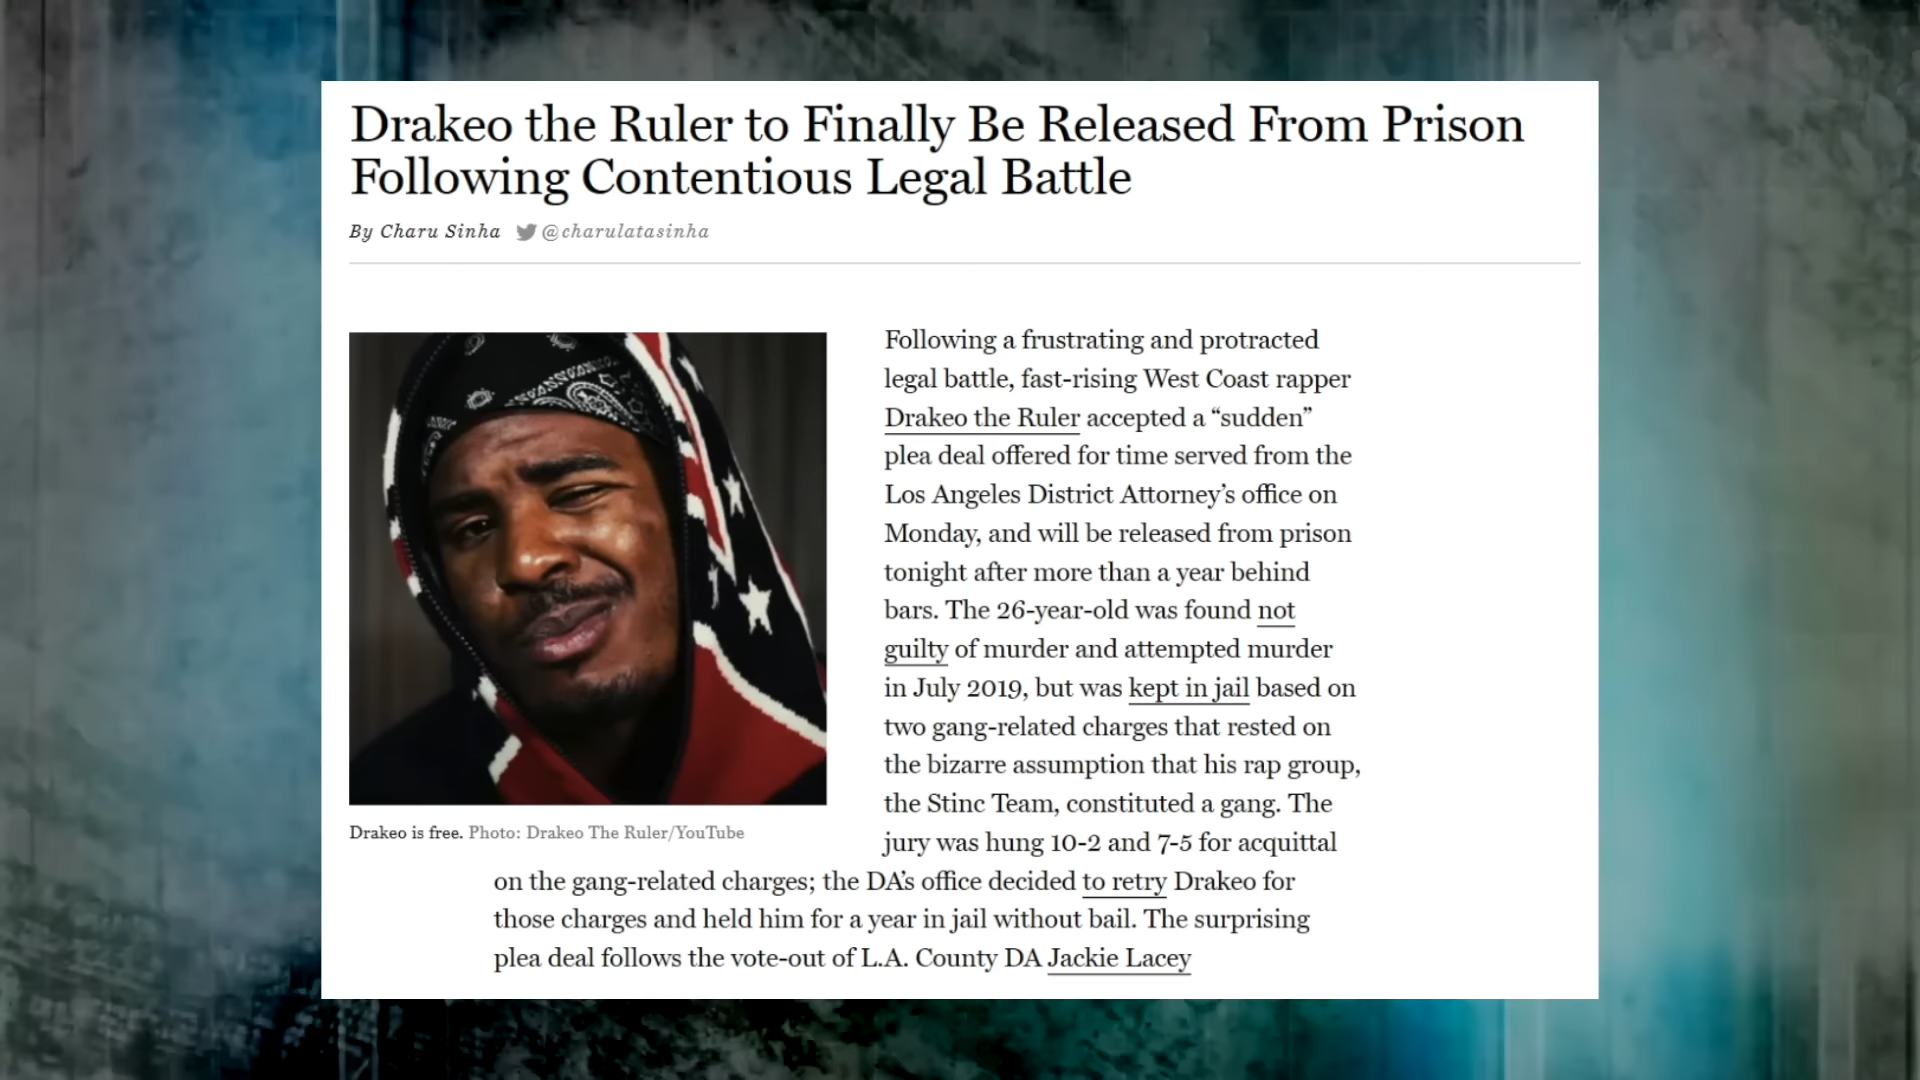 Drakeo the Ruler to Finally Be Released From Prison
Following Contentious Legal Battle
By Charu Sinha @charulatasinha
Following a frustrating and protracted
legal battle, fast-rising West Coast rapper
Drakeo the Ruler accepted a “sudden”
plea deal offered for time served from the
Los Angeles District Attorney’s office on
Monday, and will be released from prison
tonight after more than a year behind
bars. The 26-year-old was found not
guilty of murder and attempted murder
in July 2019, but was kept in jail based on
two gang-related charges that rested on
the bizarre assumption that his rap group,
the Stinc Team, constituted a gang. The
jury was hung 10-2 and 7-5 for acquittal
on the gang-related charges; the DA’s office decided to retry Drakeo for
those charges and held him for a year in jail without bail. The surprising
plea deal follows the vote-out of L.A. County DA Jackie Lacey
Drakeo is free. Photo: Drakeo The Ruler/YouTube